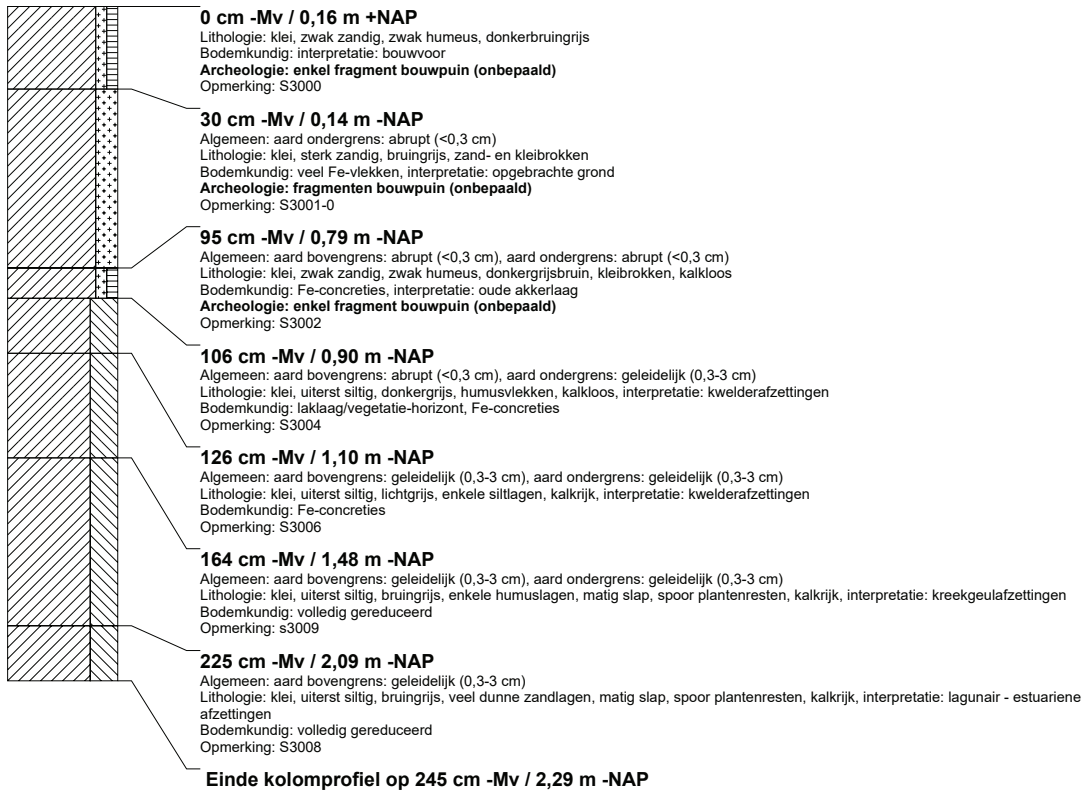 0 cm -Mv / 0,16 m +NAP
Lithologie: klei, zwak zandig, zwak humeus, donkerbruingrijs
Bodemkundig: interpretatie: bouwvoor
Archeologie: enkel fragment bouwpuin (onbepaald)
Opmerking: S3000
30 cm -Mv / 0,14 m -NAP
Algemeen: aard ondergrens: abrupt (<0,3 cm)
Lithologie: klei, sterk zandig, bruingrijs, zand- en kleibrokken
Bodemkundig: veel Fe-vlekken, interpretatie: opgebrachte grond
Archeologie: fragmenten bouwpuin (onbepaald)
Opmerking: S3001-0
95 cm -Mv / 0,79 m -NAP
Algemeen: aard bovengrens: abrupt (<0,3 cm), aard ondergrens: abrupt (<0,3 cm)
Lithologie: klei, zwak zandig, zwak humeus, donkergrijsbruin, kleibrokken, kalkloos
Bodemkundig: Fe-concreties, interpretatie: oude akkerlaag
Archeologie: enkel fragment bouwpuin (onbepaald)
Opmerking: S3002
106 cm -Mv / 0,90 m -NAP
Algemeen: aard bovengrens: abrupt (<0,3 cm), aard ondergrens: geleidelijk (0,3-3 cm)
Lithologie: klei, uiterst siltig, donkergrijs, humusvlekken, kalkloos, interpretatie: kwelderafzettingen
Bodemkundig: laklaag/vegetatie-horizont, Fe-concreties
Opmerking: S3004
126 cm -Mv / 1,10 m -NAP
Algemeen: aard bovengrens: geleidelijk (0,3-3 cm), aard ondergrens: geleidelijk (0,3-3 cm)
Lithologie: klei, uiterst siltig, lichtgrijs, enkele siltlagen, kalkrijk, interpretatie: kwelderafzettingen
Bodemkundig: Fe-concreties
Opmerking: S3006
164 cm -Mv / 1,48 m -NAP
Algemeen: aard bovengrens: geleidelijk (0,3-3 cm), aard ondergrens: geleidelijk (0,3-3 cm)
Lithologie: klei, uiterst siltig, bruingrijs, enkele humuslagen, matig slap, spoor plantenresten, kalkrijk, interpretatie: kreekgeulafzettingen
Bodemkundig: volledig gereduceerd
Opmerking: s3009
225 cm -Mv / 2,09 m -NAP
Algemeen: aard bovengrens: geleidelijk (0,3-3 cm)
Lithologie: klei, uiterst siltig, bruingrijs, veel dunne zandlagen, matig slap, spoor plantenresten, kalkrijk, interpretatie: lagunair - estuariene
afzettingen
Bodemkundig: volledig gereduceerd
Opmerking: S3008
Einde kolomprofiel op 245 cm -Mv / 2,29 m -NAP